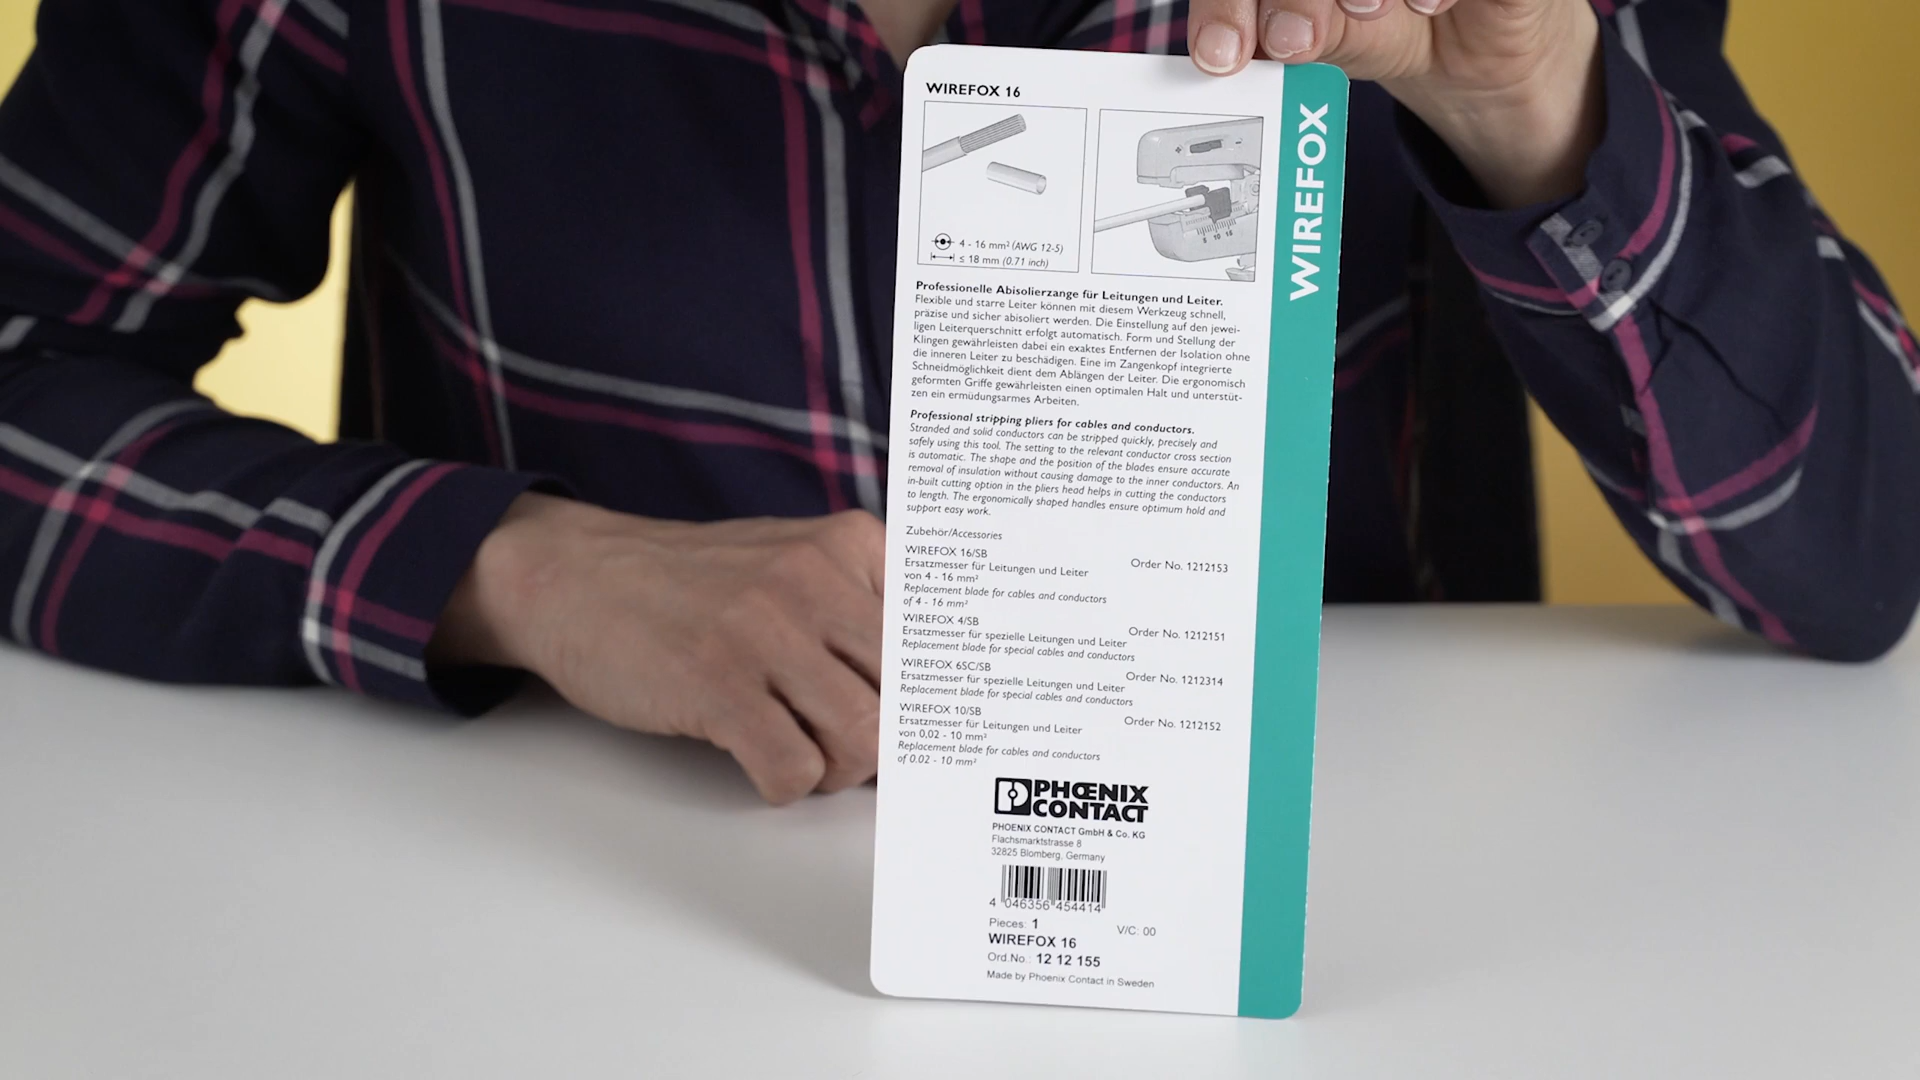 WIREFOX 16
WIREFOX
+ -
5 10 15
4 - 16 mm² (AWG 12-5)
≤ 18 mm (0.71 inch)
Professionelle Abisolierzange für Leitungen und Leiter.
Flexible und starre Leiter können mit diesem Werkzeug schnell,
präzise und sicher abisoliert werden. Die Einstellung auf den jewei-
ligen Leiterquerschnitt erfolgt automatisch. Form und Stellung der
Klingen gewährleisten dabei ein exaktes Entfernen der Isolation ohne
die inneren Leiter zu beschädigen. Eine im Zangenkopf integrierte
Schneidmöglichkeit dient dem Ablängen der Leiter. Die ergonomisch
geformten Griffe gewährleisten einen optimalen Halt und unterstüt-
zen ein ermüdungsarmes Arbeiten.
Professional stripping pliers for cables and conductors.
Stranded and solid conductors can be stripped quickly, precisely and
safely using this tool. The setting to the relevant conductor cross section
is automatic. The shape and the position of the blades ensure accurate
removal of insulation without causing damage to the inner conductors. An
in-built cutting option in the pliers head helps in cutting the conductors
to length. The ergonomically shaped handles ensure optimum hold and
support easy work.
Zubehör/Accessories
WIREFOX 16/SB
Order No. 1212153
Ersatzmesser für Leitungen und Leiter
von 4 - 16 mm²
Replacement blade for cables and conductors
of 4 - 16 mm²
WIREFOX 4/SB
Order No. 1212151
Ersatzmesser für spezielle Leitungen und Leiter
Replacement blade for special cables and conductors
WIREFOX 6SC/SB
Order No. 1212314
Ersatzmesser für spezielle Leitungen und Leiter
Replacement blade for special cables and conductors
WIREFOX 10/SB
Order No. 1212152
Ersatzmesser für Leitungen und Leiter
von 0,02 - 10 mm²
Replacement blade for cables and conductors
of 0.02 - 10 mm²
PHŒNIX
CONTACT
PHOENIX CONTACT GmbH & Co. KG
Flachsmarktstrasse 8
32825 Blomberg, Germany
4 046356 454414
Pieces: 1 V/C: 00
WIREFOX 16
Ord.No.: 12 12 155
Made by Phoenix Contact in Sweden